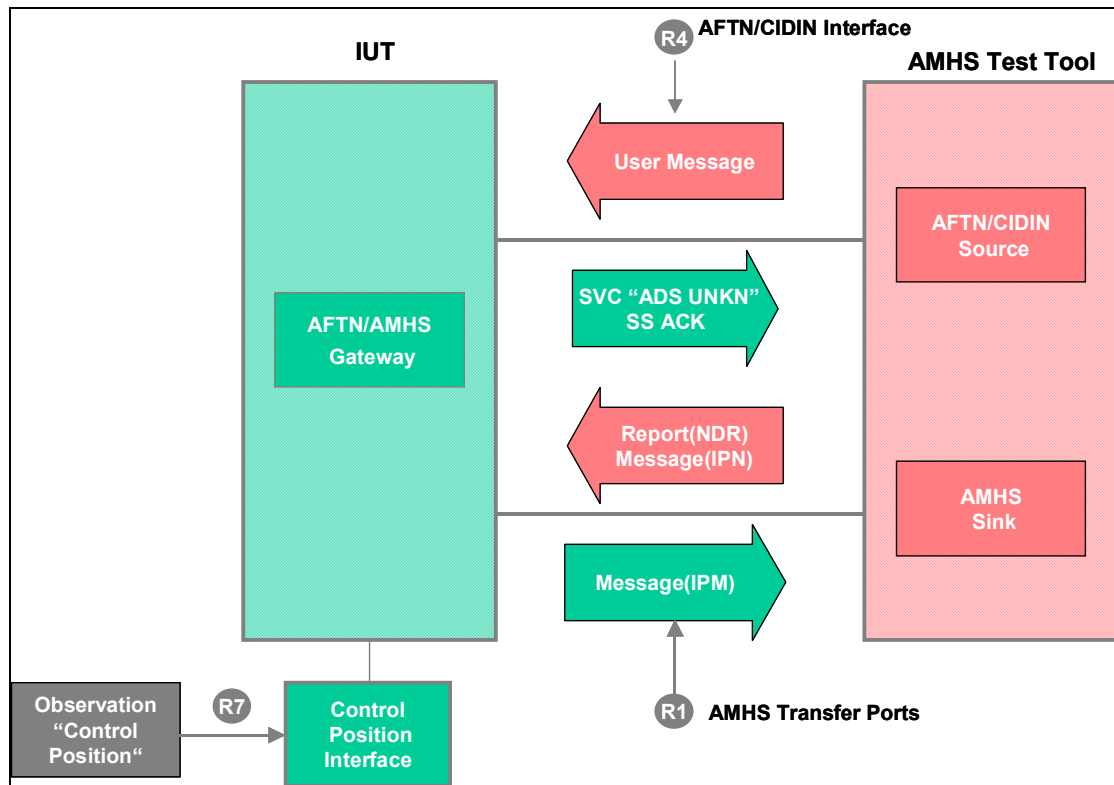 R4
AFTN/CIDIN Interface
IUT
AMHS Test Tool
User Message
AFTN/CIDIN
Source
SVC “ADS UNKN”
SS ACK
AFTN/AMHS
Gateway
Report(NDR)
Message(IPN)
AMHS
Sink
Message(IPM)
Observation
“Control
Position“
R7
Control
Position
Interface
R1
AMHS Transfer Ports